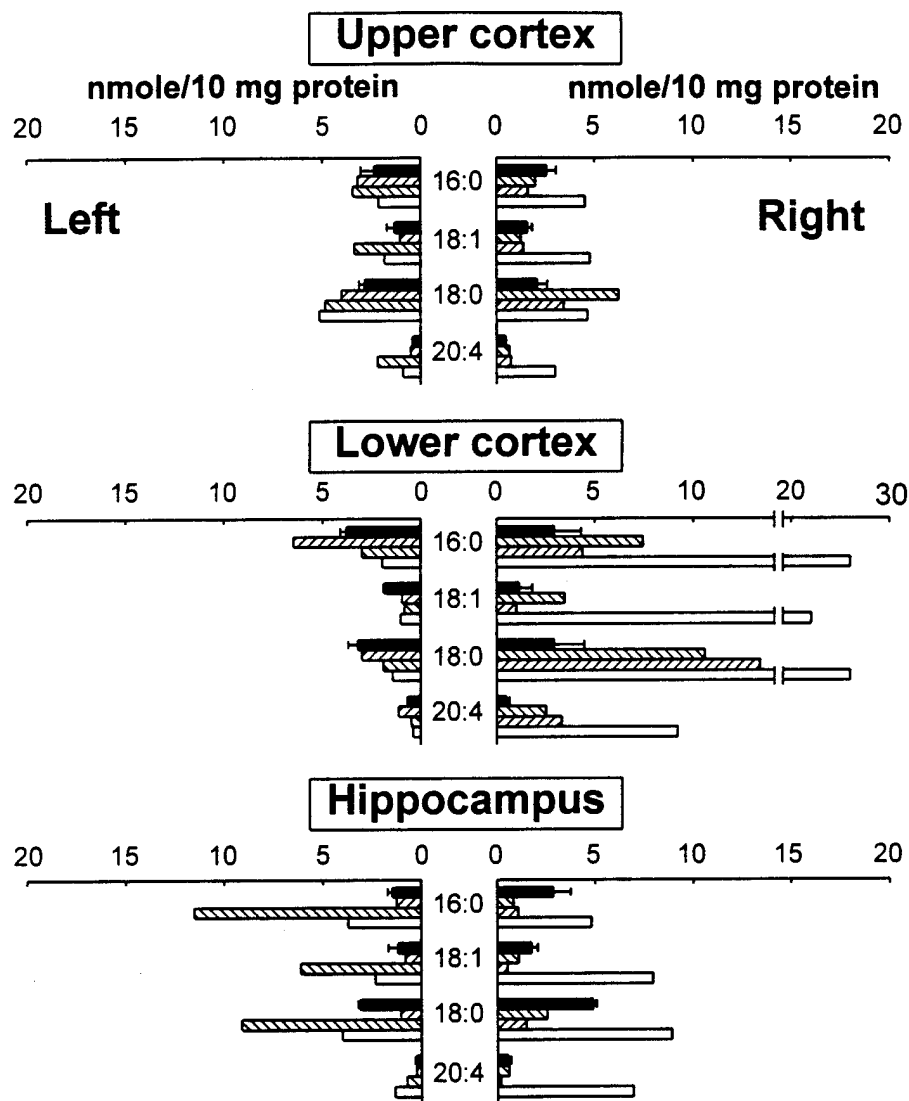 Upper cortex
nmole/10 mg protein nmole/10 mg protein
20 15 10 5 0 0 5 10 15 20
16:0
Left 18:1 Right
18:0
20:4
Lower cortex
20 15 10 5 0 0 5 10 20 30
16:0
18:1
18:0
20:4
Hippocampus
20 15 10 5 0 0 5 10 15 20
16:0
18:1
18:0
20:4